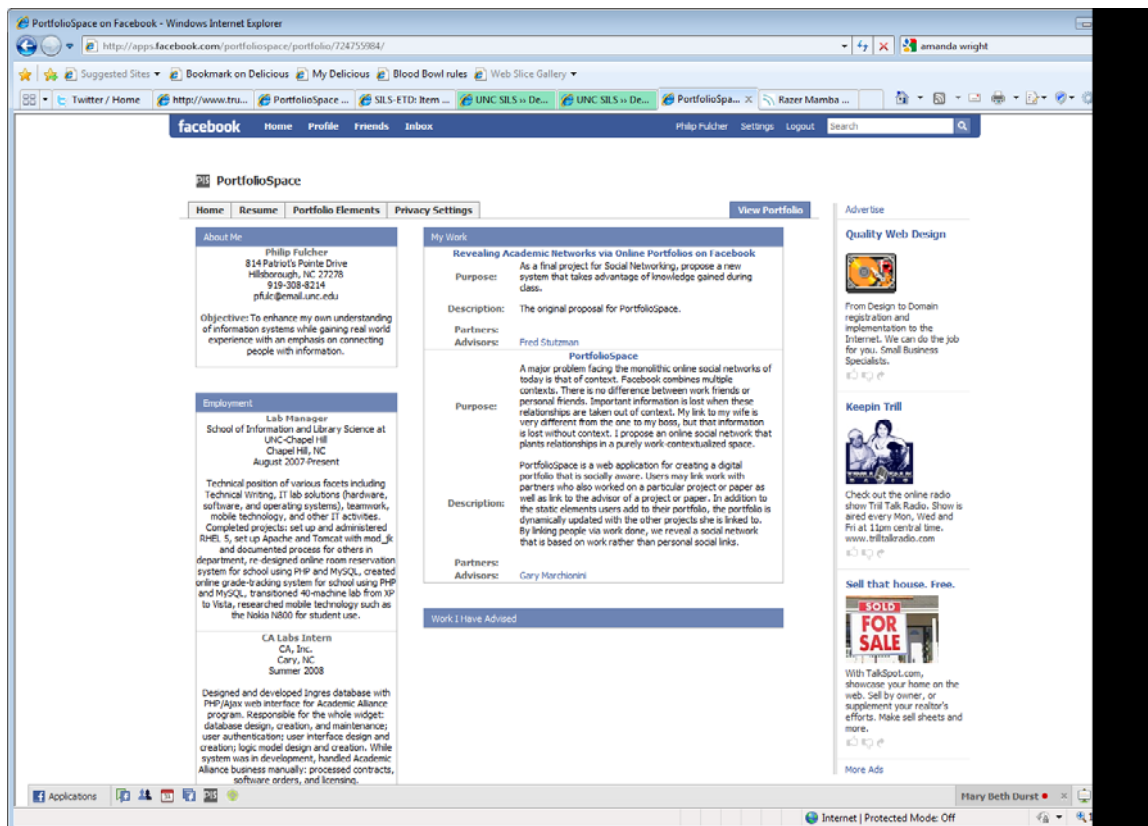 PortfolioSpace on Facebook - Windows Internet Explorer
http://apps.facebook.com/portfoliospace/portfolio/724755984/
amanda wright
Suggested Sites Bookmark on Delicious My Delicious Blood Bowl rules Web Slice Gallery
Twitter / Home http://www.tru... PortfolioSpace ... SILS-ETD: Item ... UNC SILS >> De... UNC SILS >> De... PortfolioSpa... Razer Mamba ...
facebook Home Profile Friends Inbox Philip Fulcher Settings Logout Search
PortfolioSpace
Home Resume Portfolio Elements Privacy Settings View Portfolio
About Me
Philip Fulcher
814 Patriot's Pointe Drive
Hillsborough, NC 27278
919-308-8214
pfulc@email.unc.edu
Objective: To enhance my own understanding
of information systems while gaining real world
experience with an emphasis on connecting
people with information.
Employment
Lab Manager
School of Information and Library Science at
UNC-Chapel Hill
Chapel Hill, NC
August 2007-Present
Technical position of various facets including
Technical Writing, IT lab solutions (hardware,
software, and operating systems), teamwork,
mobile technology, and other IT activities.
Completed projects: set up and administered
RHEL 5, set up Apache and Tomcat with mod_jk
and documented process for others in
department, re-designed online room reservation
system for school using PHP and MySQL, created
online grade-tracking system for school using PHP
and MySQL, transitioned 40-machine lab from XP
to Vista, researched mobile technology such as
the Nokia N800 for student use.
CA Labs Intern
CA, Inc.
Cary, NC
Summer 2008
Designed and developed Ingres database with
PHP/Ajax web interface for Academic Alliance
program. Responsible for the whole widget:
database design, creation, and maintenance;
user authentication; user interface design and
creation; logic model design and creation. While
system was in development, handled Academic
Alliance business manually: processed contracts,
software orders, and licensing.
My Work
Revealing Academic Networks via Online Portfolios on Facebook
Purpose: As a final project for Social Networking, propose a new
system that takes advantage of knowledge gained during
class.
Description: The original proposal for PortfolioSpace.
Partners:
Advisors: Fred Stutzman
PortfolioSpace
Purpose: A major problem facing the monolithic online social networks of
today is that of context. Facebook combines multiple
contexts. There is no difference between work friends or
personal friends. Important information is lost when these
relationships are taken out of context. My link to my wife is
very different from the one to my boss, but that information
is lost without context. I propose an online social network that
plants relationships in a purely work-contextualized space.
Description: PortfolioSpace is a web application for creating a digital
portfolio that is socially aware. Users may link work with
partners who also worked on a particular project or paper as
well as link to the advisor of a project or paper. In addition to
the static elements users add to their portfolio, the portfolio is
dynamically updated with the other projects she is linked to.
By linking people via work done, we reveal a social network
that is based on work rather than personal social links.
Partners:
Advisors: Gary Marchionini
Work I Have Advised
Advertise
Quality Web Design
From Design to Domain
registration and
implementation to the
Internet. We can do the job
for you. Small Business
Specialists.
Keepin Trill
Check out the online radio
show Trill Talk Radio. Show is
aired every Mon, Wed and
Fri at 11pm central time.
www.trilltalkradio.com
Sell that house. Free.
SOLD
FOR
SALE
With TalkSpot.com,
showcase your home on the
web. Sell by owner, or
supplement your realtor's
efforts. Make sell sheets and
more.
More Ads
Applications Mary Beth Durst
Internet | Protected Mode: Off